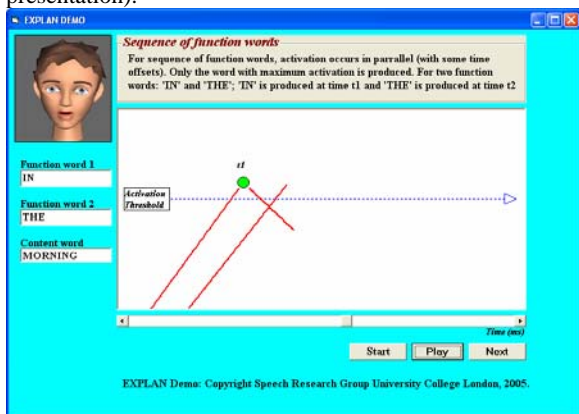 presentation).
EXPLAN DEMO
Sequence of function words
For sequence of function words, activation occurs in parrallel (with some time
offsets). Only the word with maximum activation is produced. For two function
words: 'IN' and 'THE'; 'IN' is produced at time t1 and 'THE' is produced at time t2
Function word 1
IN
Function word 2
THE
Content word
MORNING
t1
Activation
Threshold
Time (ms)
Start Play Next
EXPLAN Demo: Copyright Speech Research Group University College London, 2005.